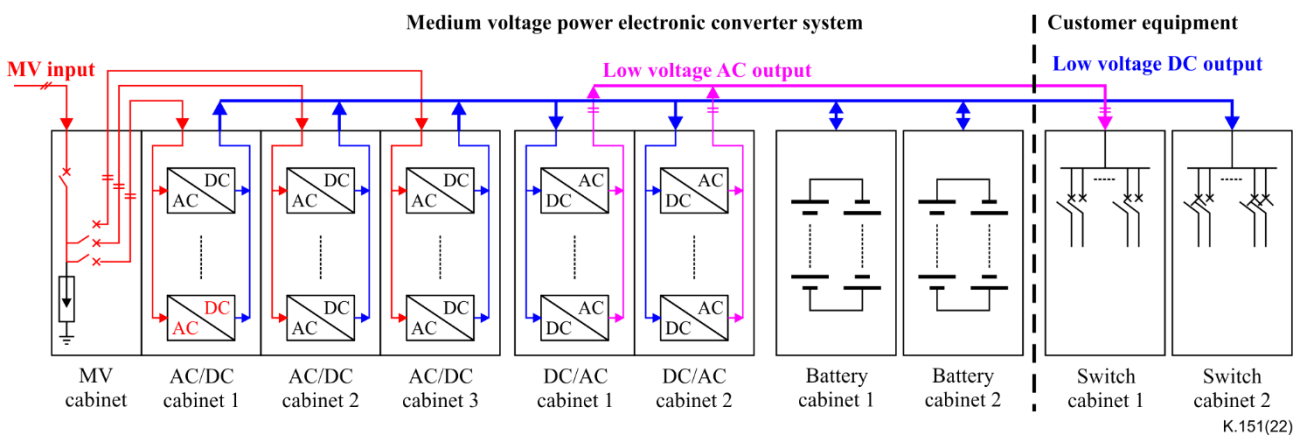 Medium voltage power electronic converter system
Customer equipment
MV input
Low voltage AC output
Low voltage DC output
DC
AC
DC
AC
DC
AC
AC
DC
AC
DC
DC
AC
DC
AC
DC
AC
AC
DC
AC
DC
MV
cabinet
AC/DC
cabinet 1
AC/DC
cabinet 2
AC/DC
cabinet 3
DC/AC
cabinet 1
DC/AC
cabinet 2
Battery
cabinet 1
Battery
cabinet 2
Switch
cabinet 1
Switch
cabinet 2
K.151(22)